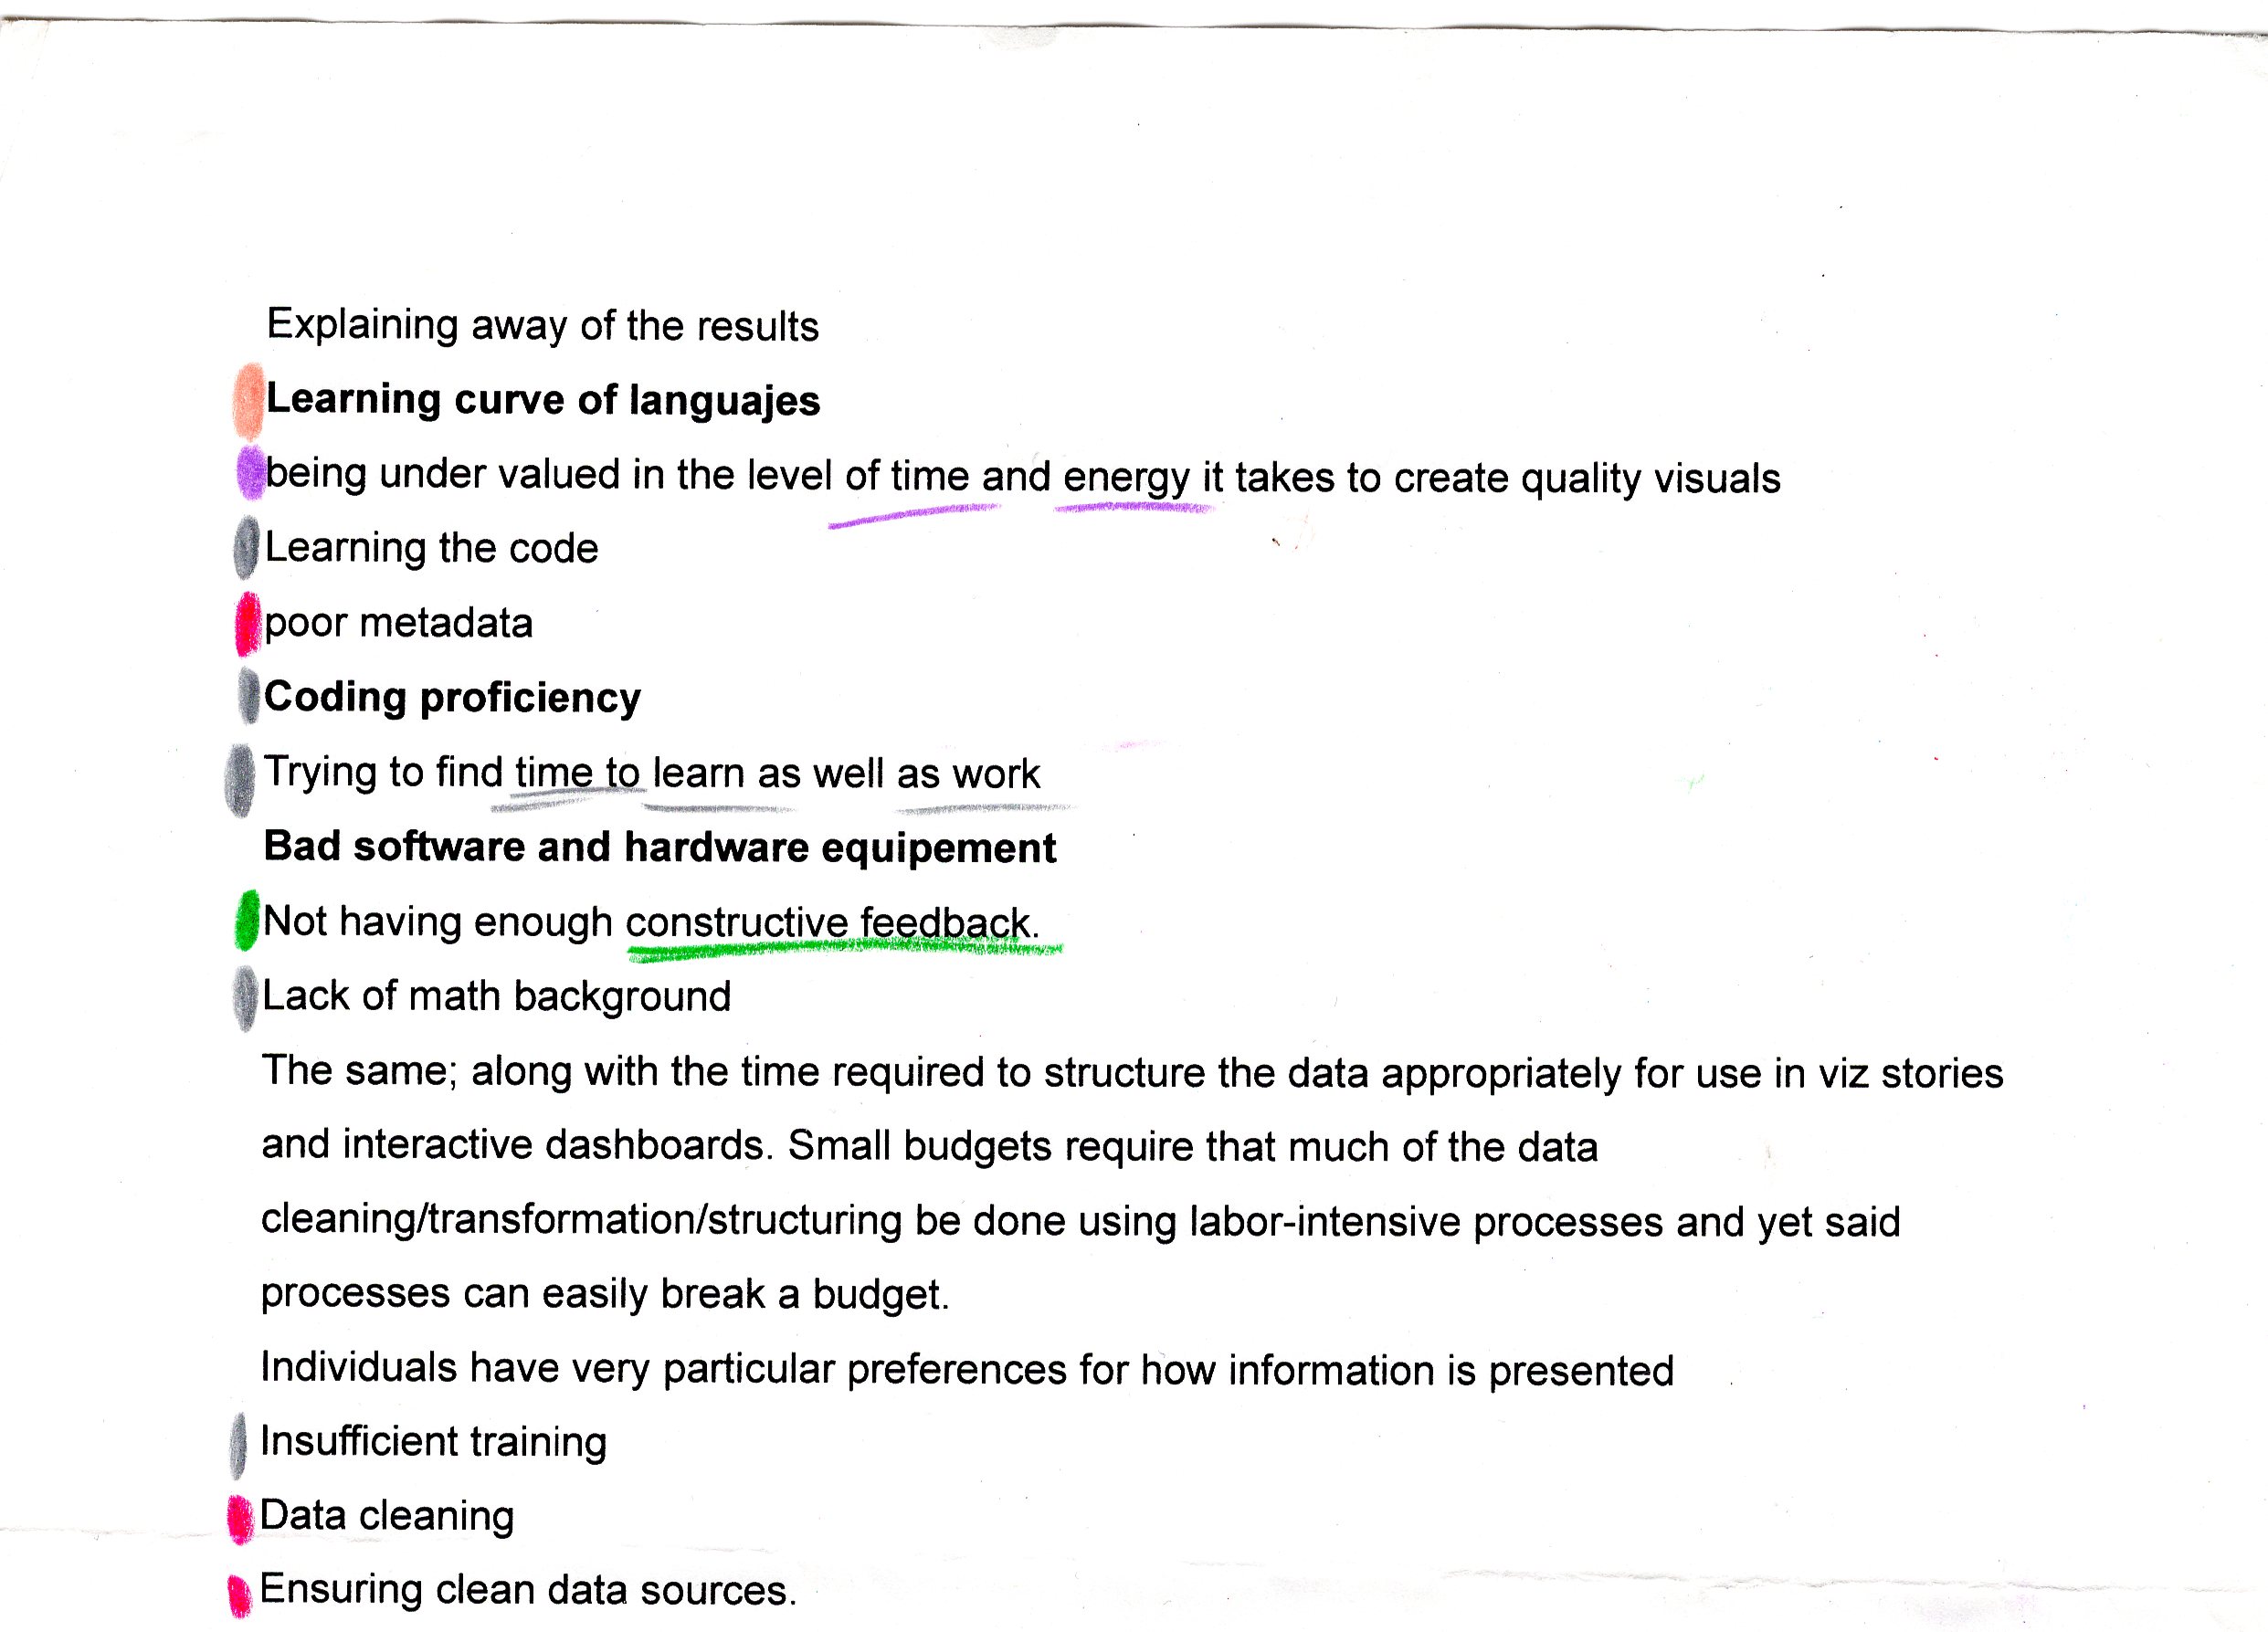 Explaining away of the results
Learning curve of languajes
being under valued in the level of time and energy it takes to create quality visuals
Learning the code
poor metadata
Coding proficiency
Trying to find time to learn as well as work
Bad software and hardware equipement
Not having enough constructive feedback.
Lack of math background
The same; along with the time required to structure the data appropriately for use in viz stories
and interactive dashboards. Small budgets require that much of the data
cleaning/transformation/structuring be done using labor-intensive processes and yet said
processes can easily break a budget.
Individuals have very particular preferences for how information is presented
Insufficient training
Data cleaning
Ensuring clean data sources.